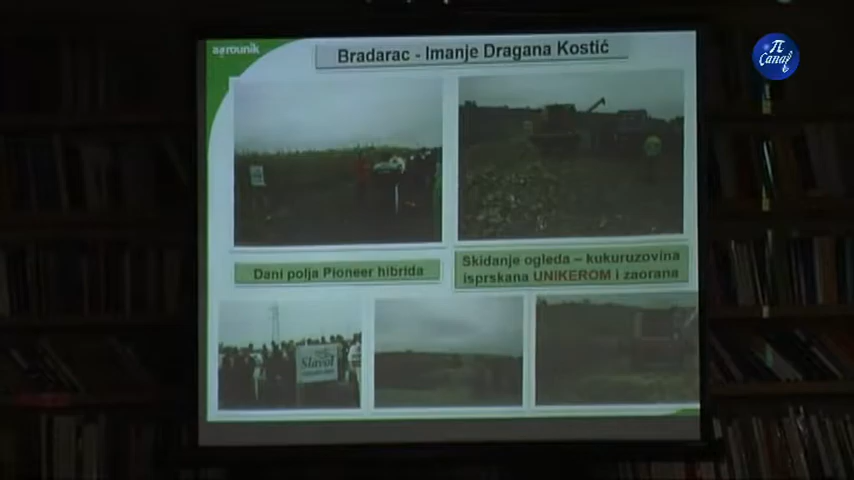 agrounik
Bradarac - Imanje Dragana Kostić
π
Canal
Dani polja Pioneer hibrida
Skidanje ogleda – kukuruzovina
isprskana UNIKEROM i zaorana
Slavol